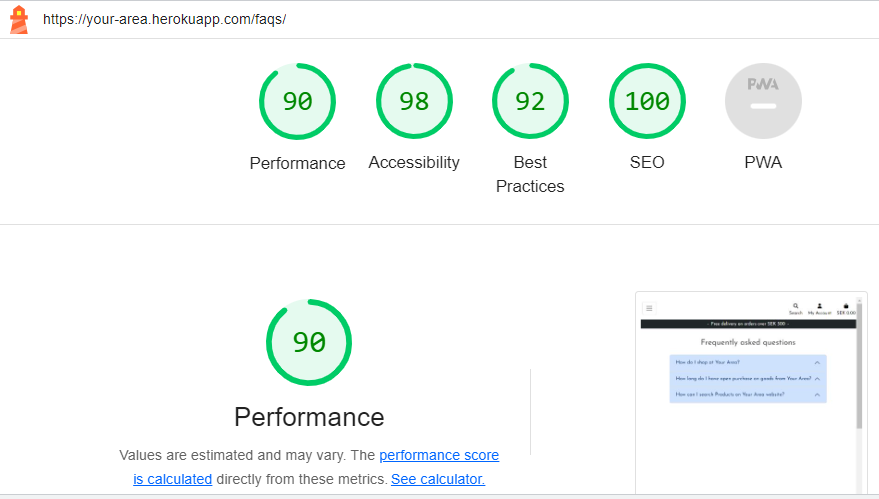 https://your-area.herokuapp.com/faqs/
90
98
92
100
PWA
Performance
Accessibility
Best
Practices
SEO
PWA
90
Performance
Values are estimated and may vary. The performance score
is calculated directly from these metrics. See calculator.
Search
My Account
SEK 0.00
- Free delivery on orders over SEK 300 -
Frequently asked questions
How do I shop at Your Area?
How long do I have open purchase on goods from Your Area?
How can I search Products on Your Area website?